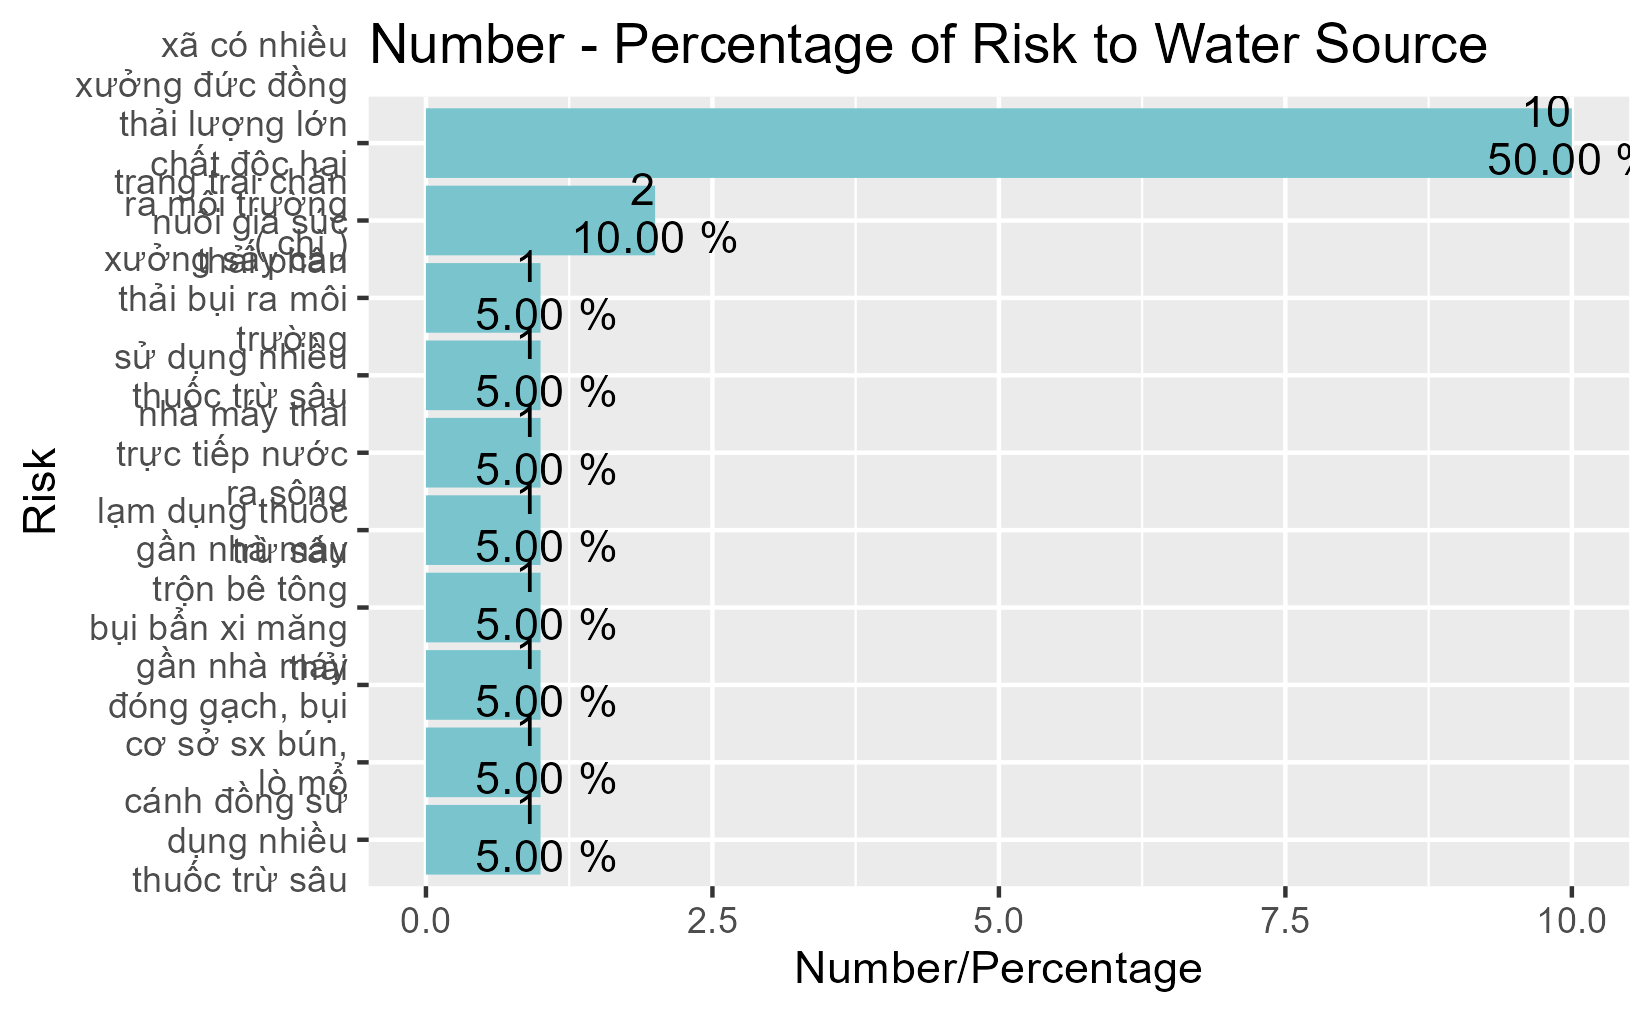 Number - Percentage of Risk to Water Source
Risk
xã có nhiều
xưởng đức đồng
thải lượng lớn
chất độc hại
ra môi trường
( chì )
trang trại chăn
nuôi gia súc
thải phân
xưởng sấy cau
thải bụi ra môi
trường
sử dụng nhiều
thuốc trừ sâu
nhà máy thải
trực tiếp nước
ra sông
lạm dụng thuốc
trừ sâu
gần nhà máy
trộn bê tông
bụi bẩn xi măng
thải
gần nhà máy
đóng gạch, bụi
cơ sở sx bún,
lò mổ
cánh đồng sử
dụng nhiều
thuốc trừ sâu
10
50.00 %
2
10.00 %
1
5.00 %
1
5.00 %
1
5.00 %
1
5.00 %
1
5.00 %
1
5.00 %
1
5.00 %
1
5.00 %
0.0 2.5 5.0 7.5 10.0
Number/Percentage